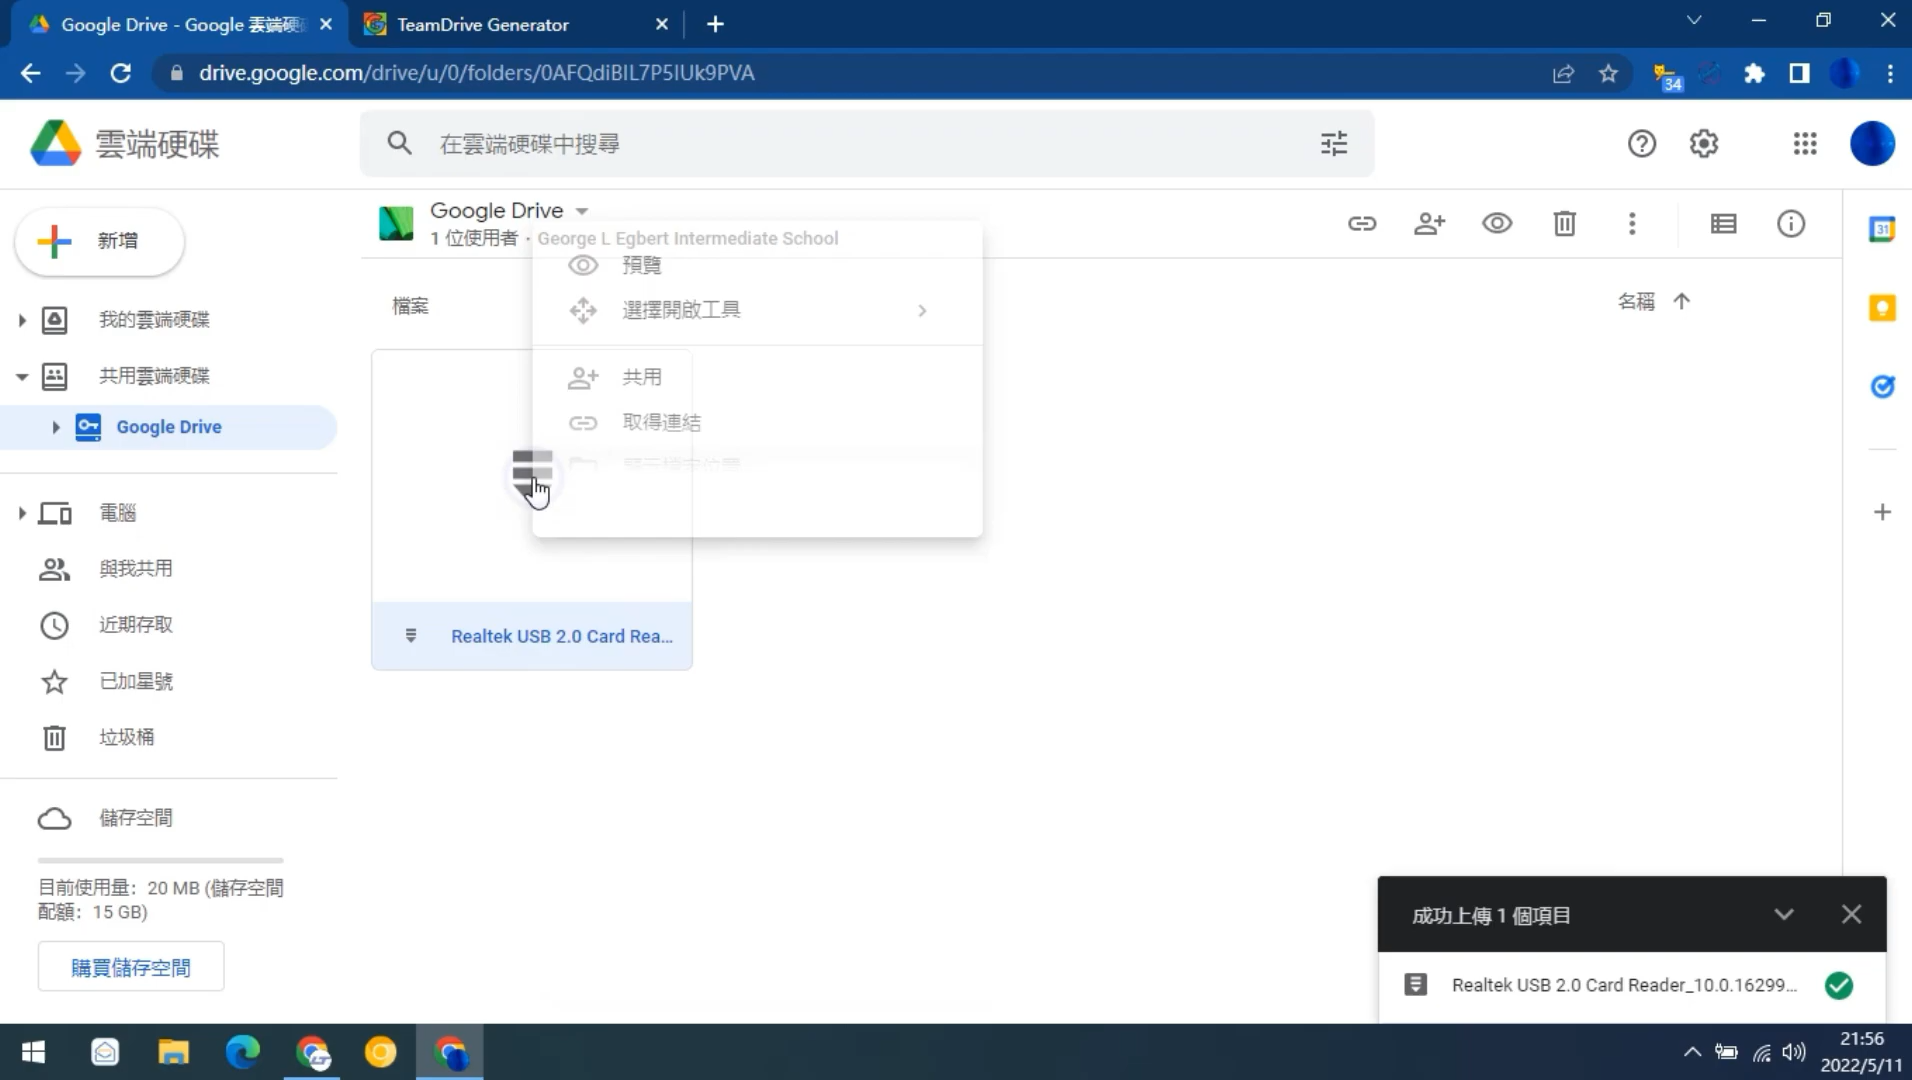 Google Drive - Google 雲端硬碟
TeamDrive Generator
drive.google.com/drive/u/0/folders/0AFQdiBIL7P5IUk9PVA
34
雲端硬碟
在雲端硬碟中搜尋
新增
Google Drive
1 位使用者 · George L Egbert Intermediate School
31
預覽
選擇開啟工具
檔案
名稱
我的雲端硬碟
共用雲端硬碟
共用
Google Drive
取得連結
電腦
與我共用
近期存取
Realtek USB 2.0 Card Rea...
已加星號
垃圾桶
儲存空間
目前使用量：20 MB (儲存空間
配額：15 GB)
購買儲存空間
成功上傳 1 個項目
Realtek USB 2.0 Card Reader_10.0.16299...
21:56
2022/5/11